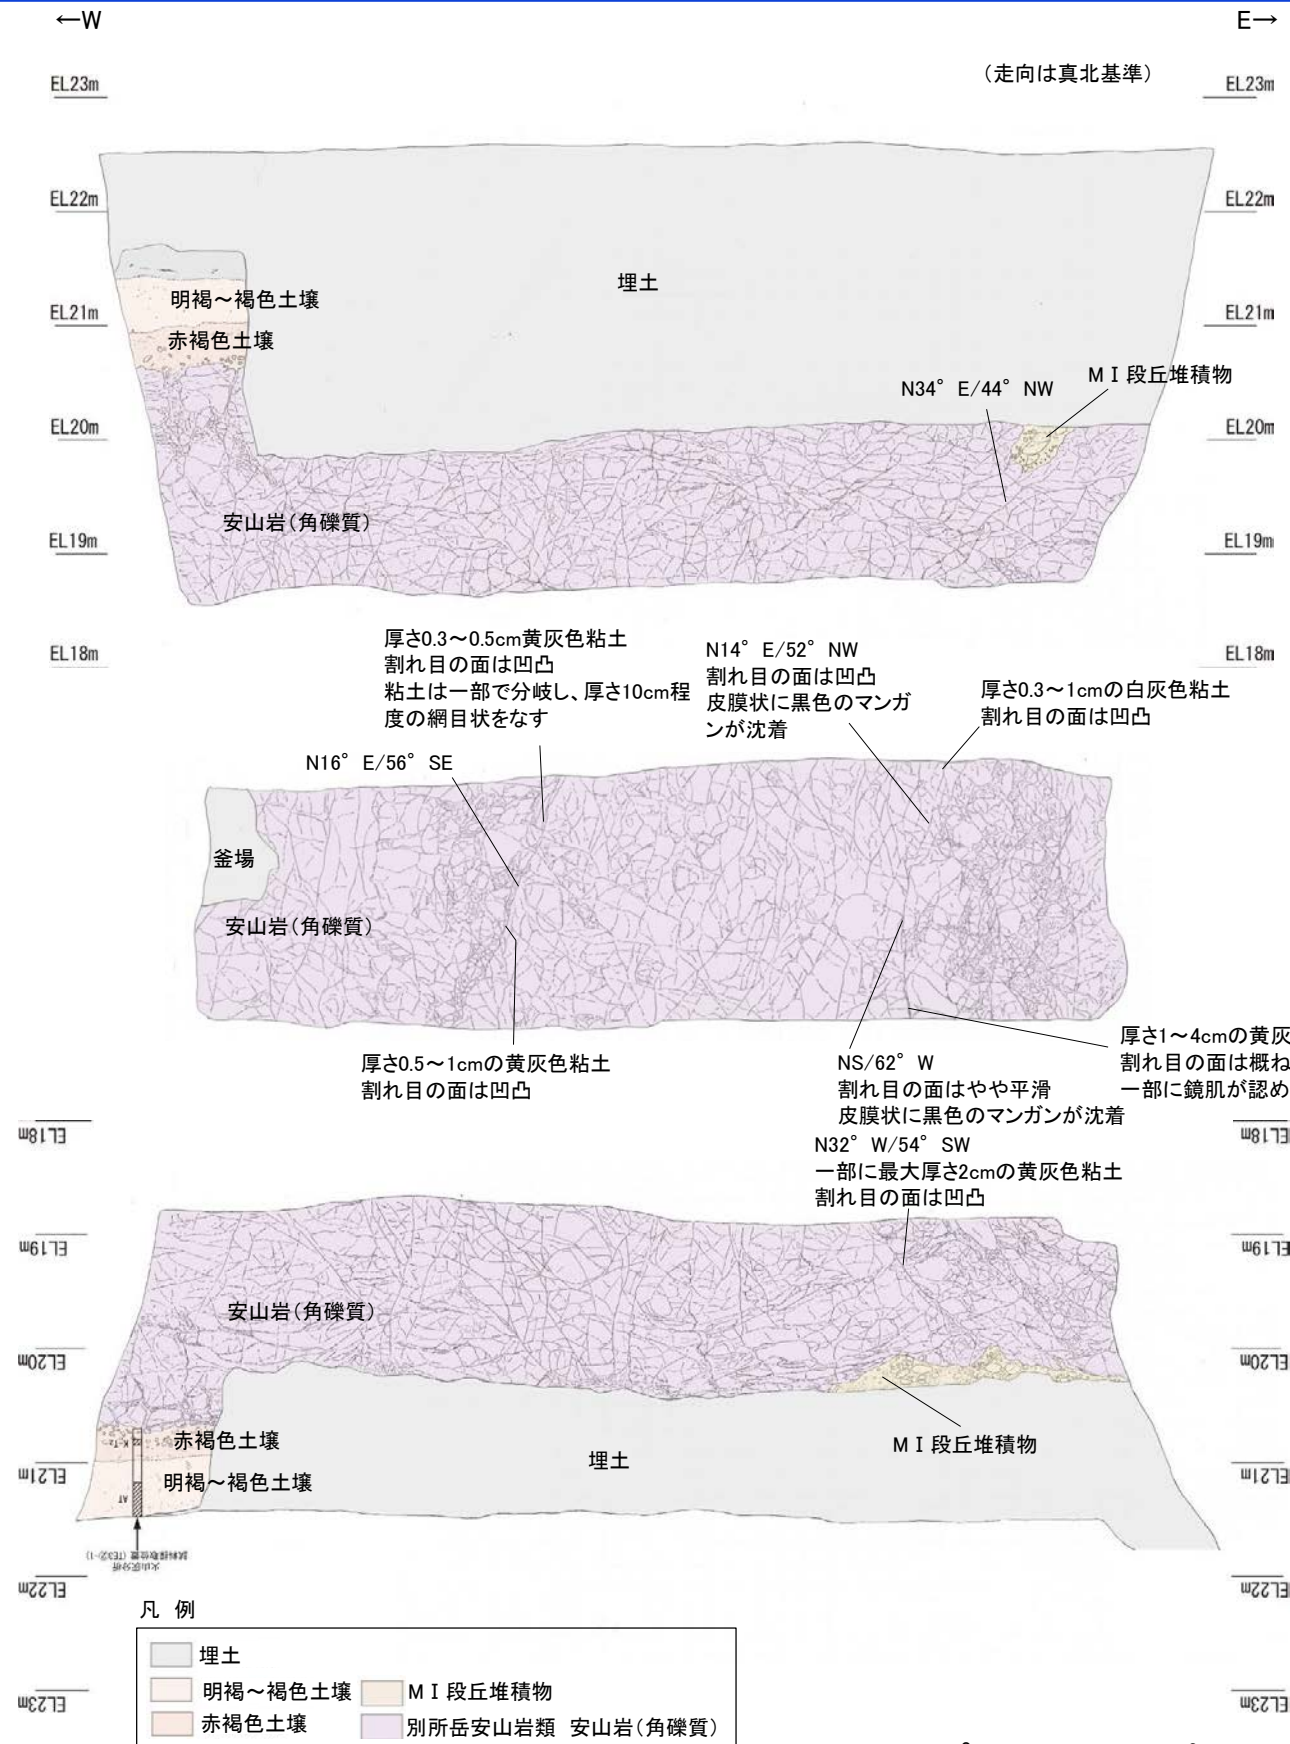 ←W
E→
(走向は真北基準)
EL23m
EL23m
EL22m
EL22m
埋土
明褐～褐色土壌
EL21m
EL21m
赤褐色土壌
MⅠ段丘堆積物
N34°E/44°NW
EL20m
EL20m
安山岩(角礫質)
EL19m
EL19m
EL18m
EL18m
厚さ0.3～0.5cm黄灰色粘土
割れ目の面は凹凸
粘土は一部で分岐し、厚さ10cm程
度の網目状をなす
N14°E/52°NW
割れ目の面は凹凸
皮膜状に黒色のマンガ
ンが沈着
厚さ0.3～1cmの白灰色粘土
割れ目の面は凹凸
N16°E/56°SE
釜場
安山岩(角礫質)
厚さ0.5～1cmの黄灰色粘土
割れ目の面は凹凸
NS/62°W
割れ目の面はやや平滑
皮膜状に黒色のマンガンが沈着
厚さ1～4cmの黄灰
割れ目の面は概ね
一部に鏡肌が認め
N32°W/54°SW
一部に最大厚さ2cmの黄灰色粘土
割れ目の面は凹凸
EL18m
EL18m
EL19m
EL19m
安山岩(角礫質)
EL20m
EL20m
MⅠ段丘堆積物
赤褐色土壌
K-Tz
埋土
EL21m
EL21m
明褐～褐色土壌
AT
火山灰分析
試料採取位置(TE3②-1)
EL22m
EL22m
凡 例
埋土
明褐～褐色土壌
MⅠ段丘堆積物
赤褐色土壌
別所岳安山岩類 安山岩(角礫質)
EL23m
EL23m